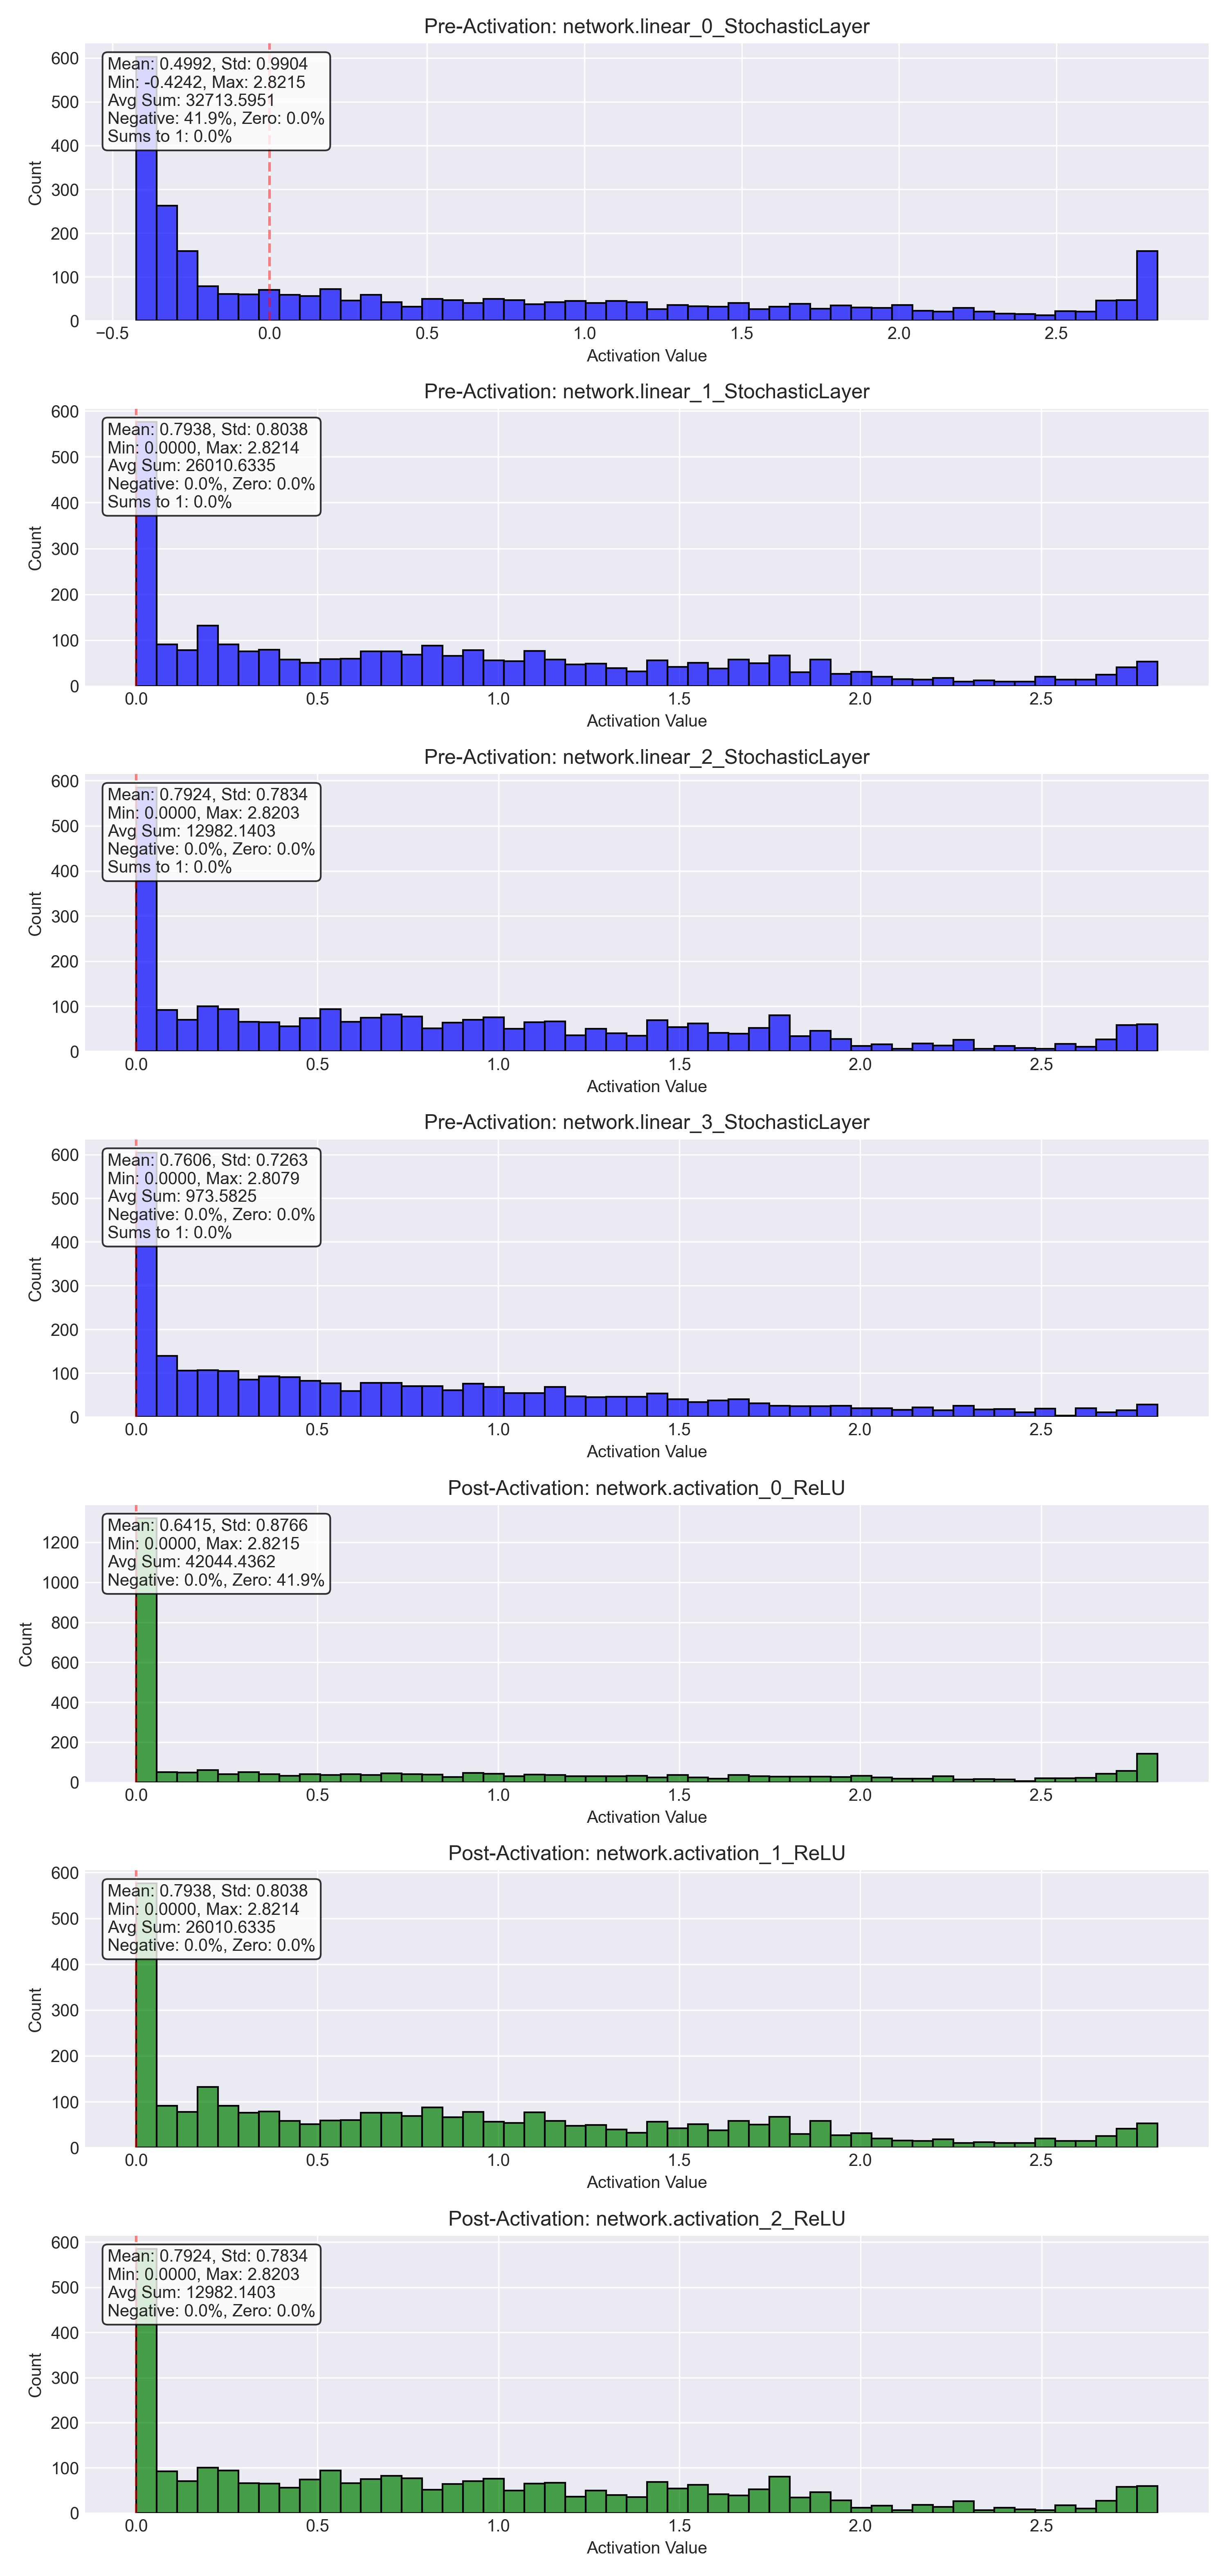 Pre-Activation: network.linear_0_StochasticLayer
600
500
400
300
200
100
0
Count
Mean: 0.4992, Std: 0.9904
Min: -0.4242, Max: 2.8215
Avg Sum: 32713.5951
Negative: 41.9%, Zero: 0.0%
Sums to 1: 0.0%
−0.5 0.0 0.5 1.0 1.5 2.0 2.5
Activation Value
Pre-Activation: network.linear_1_StochasticLayer
600
500
400
300
200
100
0
Count
Mean: 0.7938, Std: 0.8038
Min: 0.0000, Max: 2.8214
Avg Sum: 26010.6335
Negative: 0.0%, Zero: 0.0%
Sums to 1: 0.0%
0.0 0.5 1.0 1.5 2.0 2.5
Activation Value
Pre-Activation: network.linear_2_StochasticLayer
600
500
400
300
200
100
0
Count
Mean: 0.7924, Std: 0.7834
Min: 0.0000, Max: 2.8203
Avg Sum: 12982.1403
Negative: 0.0%, Zero: 0.0%
Sums to 1: 0.0%
0.0 0.5 1.0 1.5 2.0 2.5
Activation Value
Pre-Activation: network.linear_3_StochasticLayer
600
500
400
300
200
100
0
Count
Mean: 0.7606, Std: 0.7263
Min: 0.0000, Max: 2.8079
Avg Sum: 973.5825
Negative: 0.0%, Zero: 0.0%
Sums to 1: 0.0%
0.0 0.5 1.0 1.5 2.0 2.5
Activation Value
Post-Activation: network.activation_0_ReLU
1200
1000
800
600
400
200
0
Count
Mean: 0.6415, Std: 0.8766
Min: 0.0000, Max: 2.8215
Avg Sum: 42044.4362
Negative: 0.0%, Zero: 41.9%
0.0 0.5 1.0 1.5 2.0 2.5
Activation Value
Post-Activation: network.activation_1_ReLU
600
500
400
300
200
100
0
Count
Mean: 0.7938, Std: 0.8038
Min: 0.0000, Max: 2.8214
Avg Sum: 26010.6335
Negative: 0.0%, Zero: 0.0%
0.0 0.5 1.0 1.5 2.0 2.5
Activation Value
Post-Activation: network.activation_2_ReLU
600
500
400
300
200
100
0
Count
Mean: 0.7924, Std: 0.7834
Min: 0.0000, Max: 2.8203
Avg Sum: 12982.1403
Negative: 0.0%, Zero: 0.0%
0.0 0.5 1.0 1.5 2.0 2.5
Activation Value